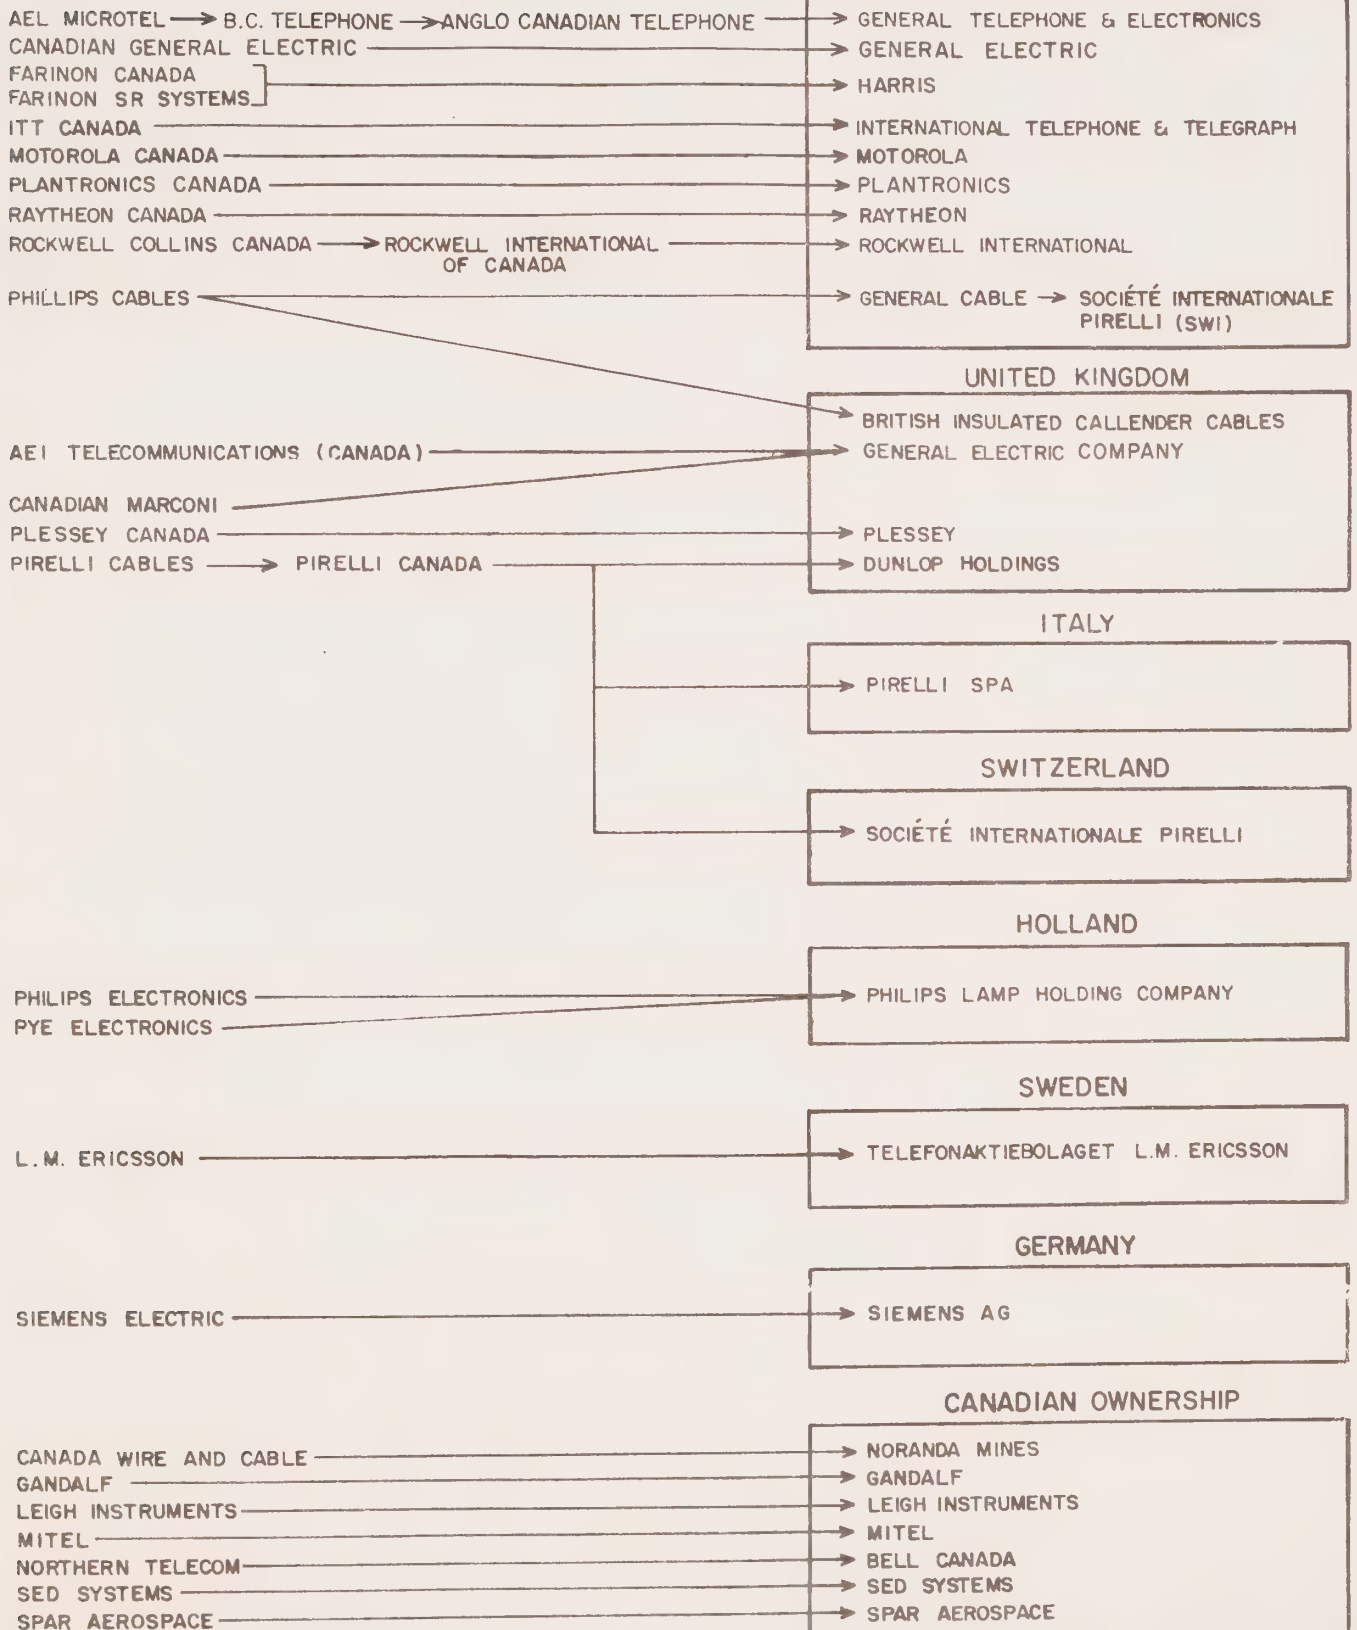 AEL MICROTEL → B.C. TELEPHONE → ANGLO CANADIAN TELEPHONE → GENERAL TELEPHONE & ELECTRONICS
CANADIAN GENERAL ELECTRIC → GENERAL ELECTRIC
FARINON CANADA
FARINON SR SYSTEMS → HARRIS
ITT CANADA → INTERNATIONAL TELEPHONE & TELEGRAPH
MOTOROLA CANADA → MOTOROLA
PLANTRONICS CANADA → PLANTRONICS
RAYTHEON CANADA → RAYTHEON
ROCKWELL COLLINS CANADA → ROCKWELL INTERNATIONAL → ROCKWELL INTERNATIONAL
OF CANADA
PHILLIPS CABLES → GENERAL CABLE → SOCIÉTÉ INTERNATIONALE
PIRELLI (SWI)
UNITED KINGDOM
BRITISH INSULATED CALLENDER CABLES
AEI TELECOMMUNICATIONS (CANADA) → GENERAL ELECTRIC COMPANY
CANADIAN MARCONI
PLESSEY CANADA → PLESSEY
PIRELLI CABLES → PIRELLI CANADA → DUNLOP HOLDINGS
ITALY
PIRELLI SPA
SWITZERLAND
SOCIÉTÉ INTERNATIONALE PIRELLI
HOLLAND
PHILIPS ELECTRONICS → PHILIPS LAMP HOLDING COMPANY
PYE ELECTRONICS
SWEDEN
L.M. ERICSSON → TELEFONAKTIEBOLAGET L.M. ERICSSON
GERMANY
SIEMENS ELECTRIC → SIEMENS AG
CANADIAN OWNERSHIP
CANADA WIRE AND CABLE → NORANDA MINES
GANDALF → GANDALF
LEIGH INSTRUMENTS → LEIGH INSTRUMENTS
MITEL → MITEL
NORTHERN TELECOM → BELL CANADA
SED SYSTEMS → SED SYSTEMS
SPAR AEROSPACE → SPAR AEROSPACE